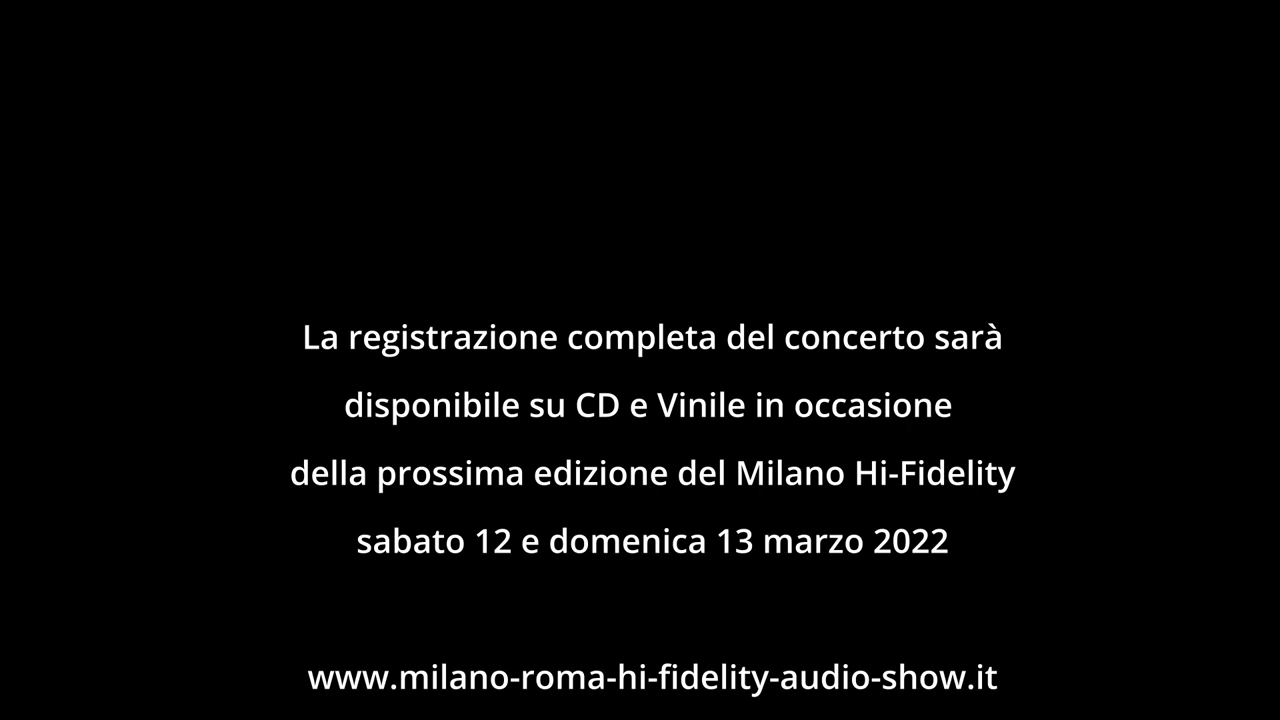 La registrazione completa del concerto sarà
disponibile su CD e Vinile in occasione
della prossima edizione del Milano Hi-Fidelity
sabato 12 e domenica 13 marzo 2022
www.milano-roma-hi-fidelity-audio-show.it